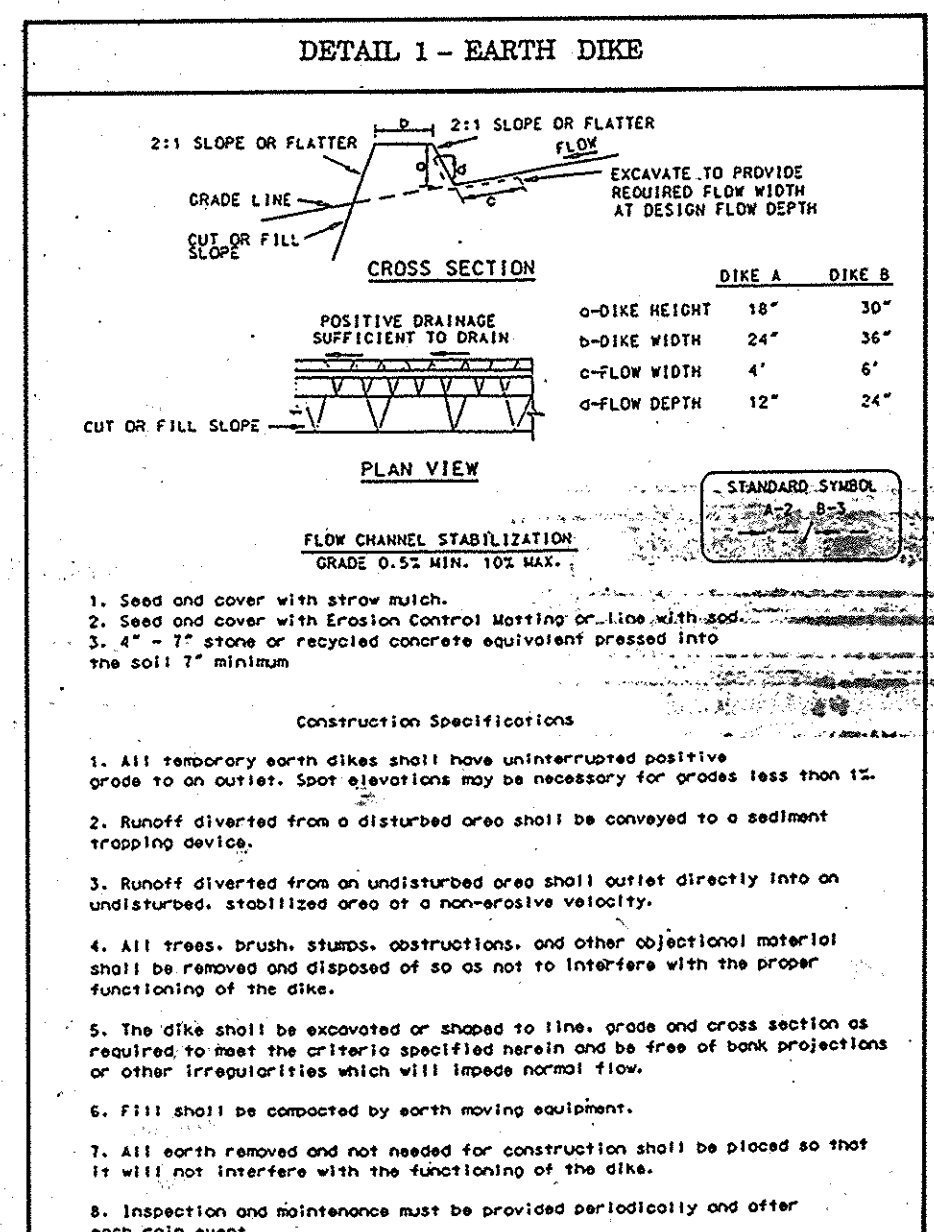 DETAIL 1 – EARTH DIKE
2:1 SLOPE OR FLATTER
b
2:1 SLOPE OR FLATTER
FLOW
a
d
EXCAVATE TO PROVIDE
REQUIRED FLOW WIDTH
AT DESIGN FLOW DEPTH
GRADE LINE
c
CUT OR FILL
SLOPE
CROSS SECTION
DIKE A DIKE B
a-DIKE HEIGHT 18" 30"
b-DIKE WIDTH 24" 36"
c-FLOW WIDTH 4' 6'
d-FLOW DEPTH 12" 24"
POSITIVE DRAINAGE
SUFFICIENT TO DRAIN
CUT OR FILL SLOPE
PLAN VIEW
STANDARD SYMBOL
A-2 B-3
FLOW CHANNEL STABILIZATION
GRADE 0.5% MIN. 10% MAX.
1. Seed and cover with straw mulch.
2. Seed and cover with Erosion Control Matting or line with sod.
3. 4" - 7" stone or recycled concrete equivalent pressed into
the soil 7" minimum
Construction Specifications
1. All temporary earth dikes shall have uninterrupted positive
grade to an outlet. Spot elevations may be necessary for grades less than 1%.
2. Runoff diverted from a disturbed area shall be conveyed to a sediment
trapping device.
3. Runoff diverted from an undisturbed area shall outlet directly into an
undisturbed, stabilized area at a non-erosive velocity.
4. All trees, brush, stumps, obstructions, and other objectional material
shall be removed and disposed of so as not to interfere with the proper
functioning of the dike.
5. The dike shall be excavated or shaped to line, grade and cross section as
required to meet the criteria specified herein and be free of bank projections
or other irregularities which will impede normal flow.
6. Fill shall be compacted by earth moving equipment.
7. All earth removed and not needed for construction shall be placed so that
it will not interfere with the functioning of the dike.
8. Inspection and maintenance must be provided periodically and after
each rain event.